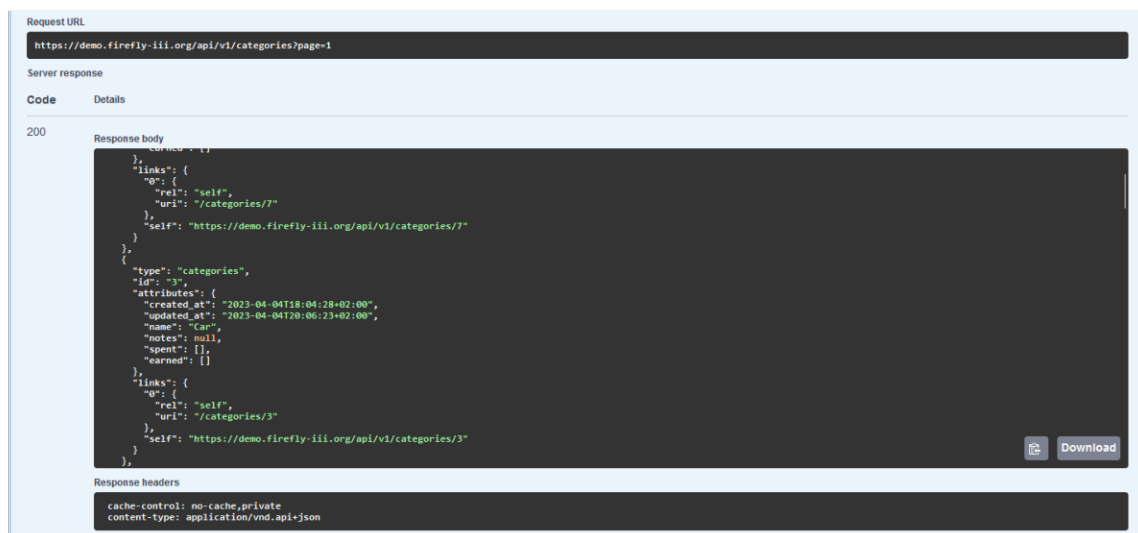 Request URL
https://demo.firefly-iii.org/api/v1/categories?page=1
Server response
Code Details
200
Response body
"earned": []
},
"links": {
"0": {
"rel": "self",
"uri": "/categories/7"
},
"self": "https://demo.firefly-iii.org/api/v1/categories/7"
}
},
{
"type": "categories",
"id": "3",
"attributes": {
"created_at": "2023-04-04T18:04:28+02:00",
"updated_at": "2023-04-04T20:06:23+02:00",
"name": "Car",
"notes": null,
"spent": [],
"earned": []
},
"links": {
"0": {
"rel": "self",
"uri": "/categories/3"
},
"self": "https://demo.firefly-iii.org/api/v1/categories/3"
}
},
Download
Response headers
cache-control: no-cache,private
content-type: application/vnd.api+json